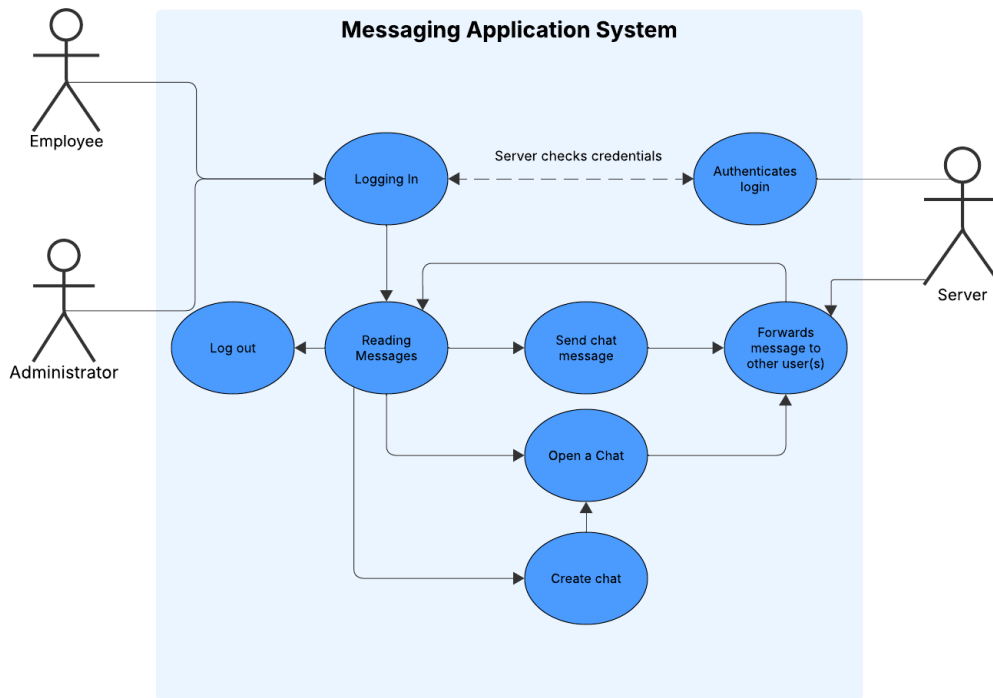 Messaging Application System
Employee
Server checks credentials
Logging In
Authenticates
login
Server
Administrator
Log out
Reading
Messages
Send chat
message
Forwards
message to
other user(s)
Open a Chat
Create chat